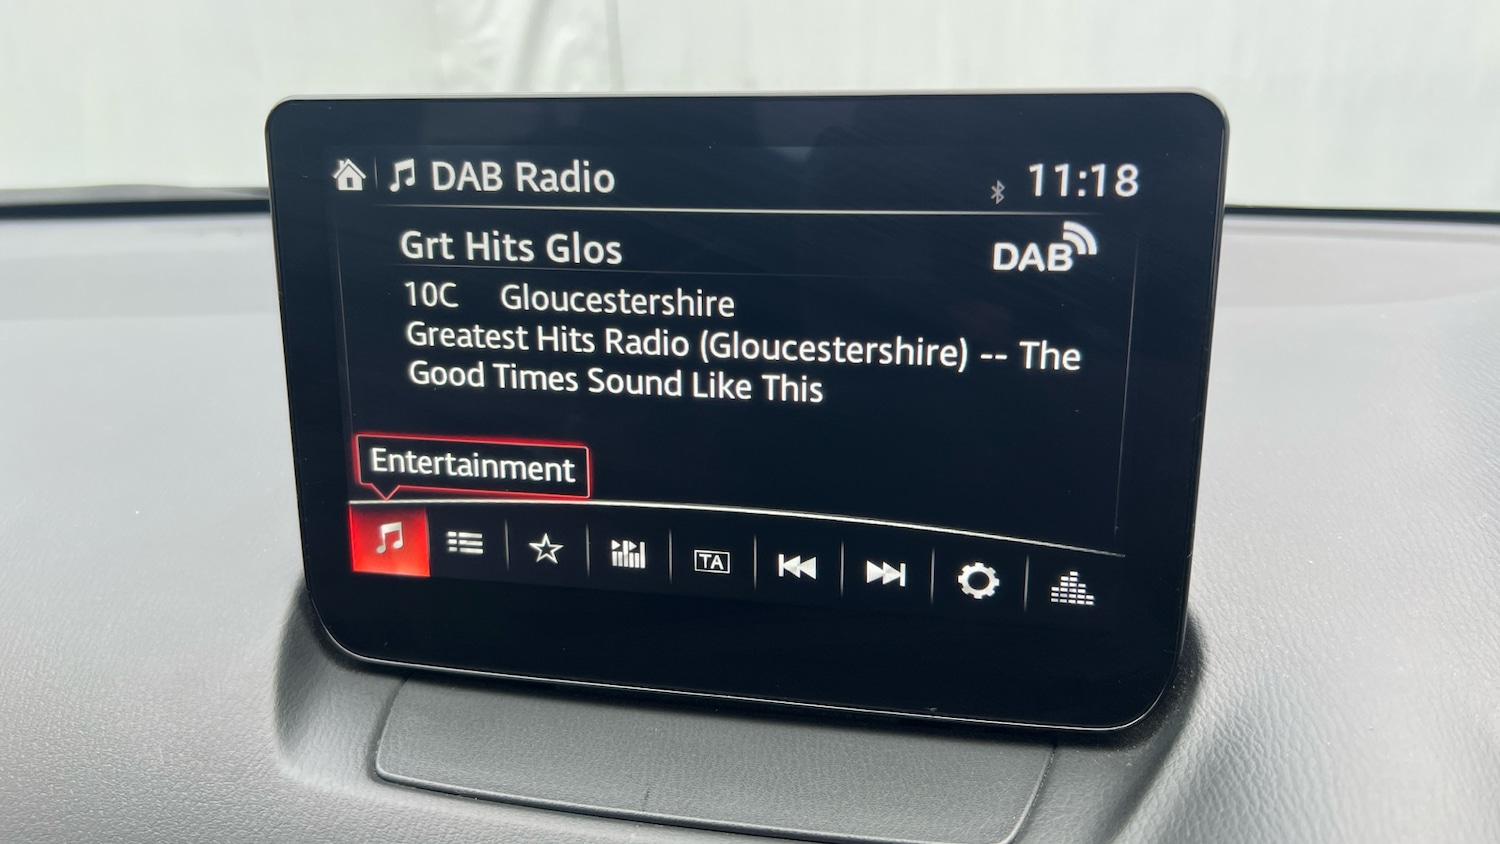 DAB Radio 11:18
Grt Hits Glos DAB
10C Gloucestershire
Greatest Hits Radio (Gloucestershire) -- The
Good Times Sound Like This
Entertainment
TA